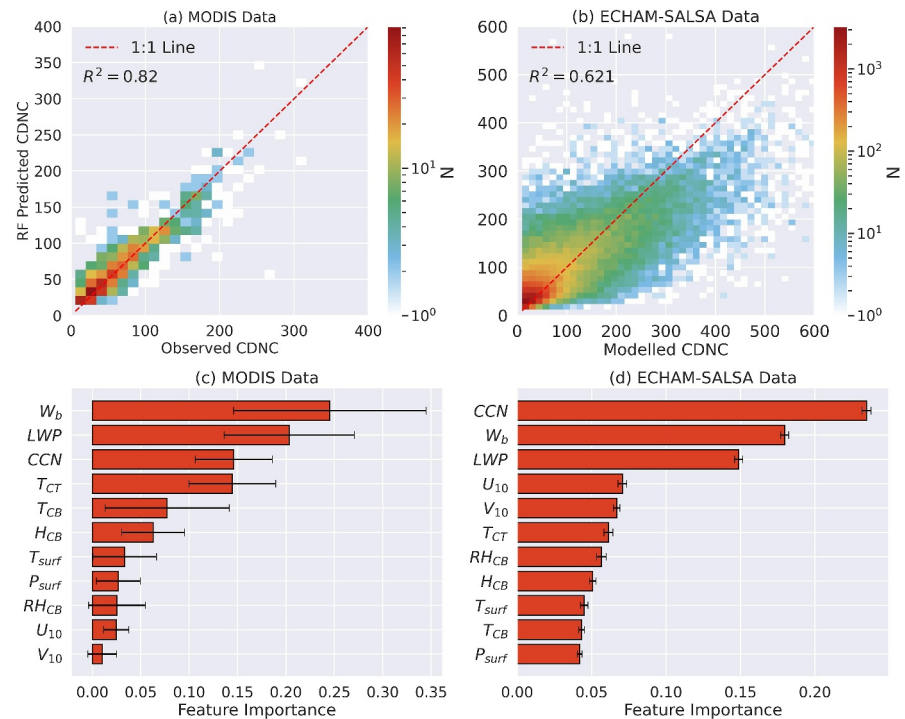 (a) MODIS Data
400
350
300
250
200
150
100
50
0
RF Predicted CDNC
1:1 Line
R² = 0.82
0
100
200
300
400
Observed CDNC
10¹
10⁰
N
(b) ECHAM-SALSA Data
600
500
400
300
200
100
0
1:1 Line
R² = 0.621
0
100
200
300
400
500
600
Modelled CDNC
10³
10²
10¹
10⁰
N
(c) MODIS Data
W_b
LWP
CCN
T_CT
T_CB
H_CB
T_surf
P_surf
RH_CB
U_10
V_10
0.00
0.05
0.10
0.15
0.20
0.25
0.30
0.35
Feature Importance
(d) ECHAM-SALSA Data
CCN
W_b
LWP
U_10
V_10
T_CT
RH_CB
H_CB
T_surf
T_CB
P_surf
0.00
0.05
0.10
0.15
0.20
Feature Importance